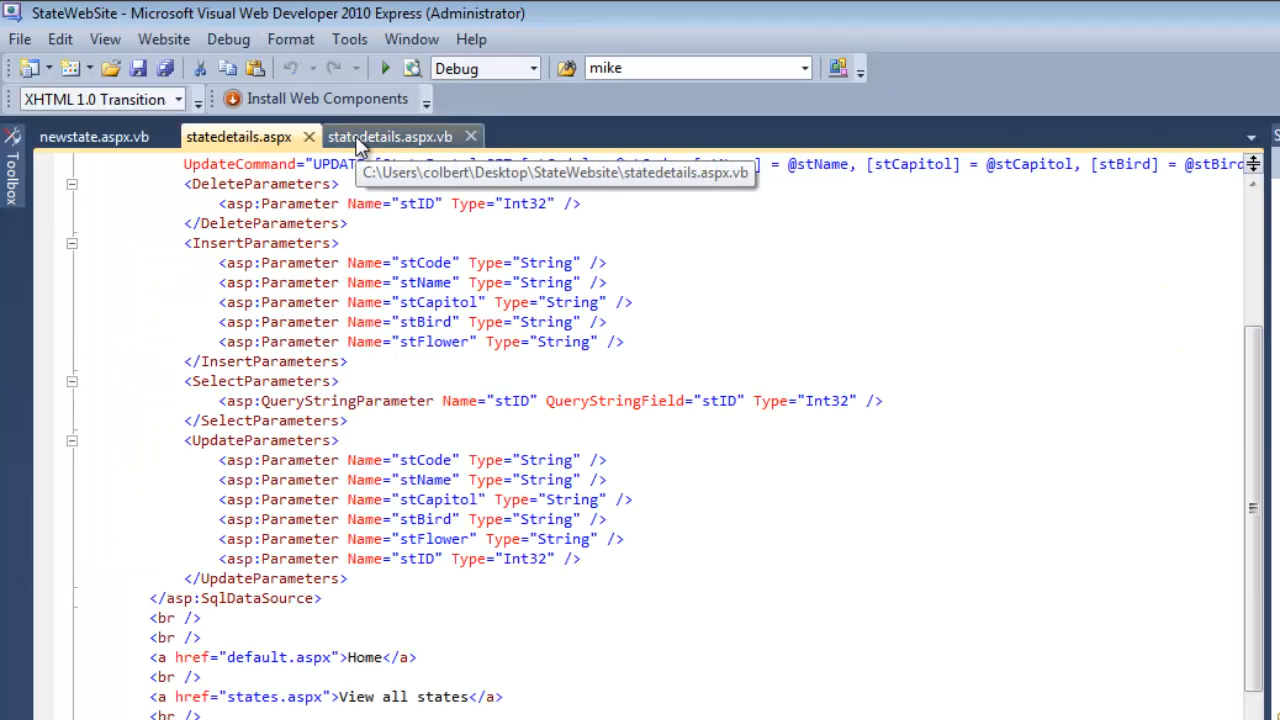 StateWebSite - Microsoft Visual Web Developer 2010 Express (Administrator)
File Edit View Website Debug Format Tools Window Help
Debug mike
XHTML 1.0 Transition Install Web Components
newstate.aspx.vb statedetails.aspx statedetails.aspx.vb
Toolbox
UpdateCommand="UPDAT = @stName, [stCapitol] = @stCapitol, [stBird] = @stBird
C:\Users\colbert\Desktop\StateWebsite\statedetails.aspx.vb
<DeleteParameters>
<asp:Parameter Name="stID" Type="Int32" />
</DeleteParameters>
<InsertParameters>
<asp:Parameter Name="stCode" Type="String" />
<asp:Parameter Name="stName" Type="String" />
<asp:Parameter Name="stCapitol" Type="String" />
<asp:Parameter Name="stBird" Type="String" />
<asp:Parameter Name="stFlower" Type="String" />
</InsertParameters>
<SelectParameters>
<asp:QueryStringParameter Name="stID" QueryStringField="stID" Type="Int32" />
</SelectParameters>
<UpdateParameters>
<asp:Parameter Name="stCode" Type="String" />
<asp:Parameter Name="stName" Type="String" />
<asp:Parameter Name="stCapitol" Type="String" />
<asp:Parameter Name="stBird" Type="String" />
<asp:Parameter Name="stFlower" Type="String" />
<asp:Parameter Name="stID" Type="Int32" />
</UpdateParameters>
</asp:SqlDataSource>
<br />
<br />
<a href="default.aspx">Home</a>
<br />
<a href="states.aspx">View all states</a>
<br />